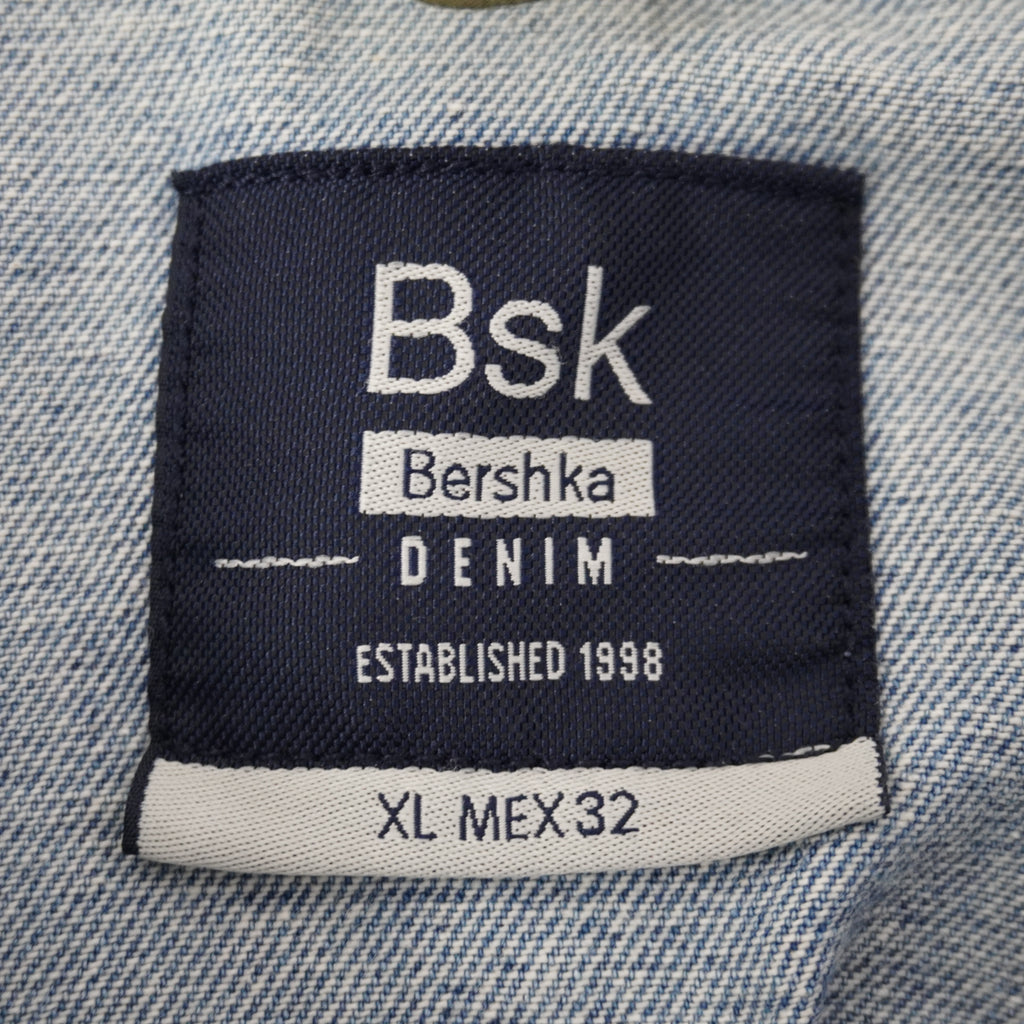 Bsk
Bershka
DENIM
ESTABLISHED 1998
XL MEX 32